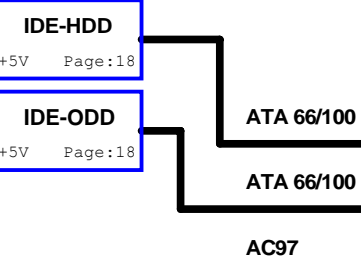 IDE-HDD
+5V Page:18
IDE-ODD
+5V Page:18
ATA 66/100
ATA 66/100
AC97